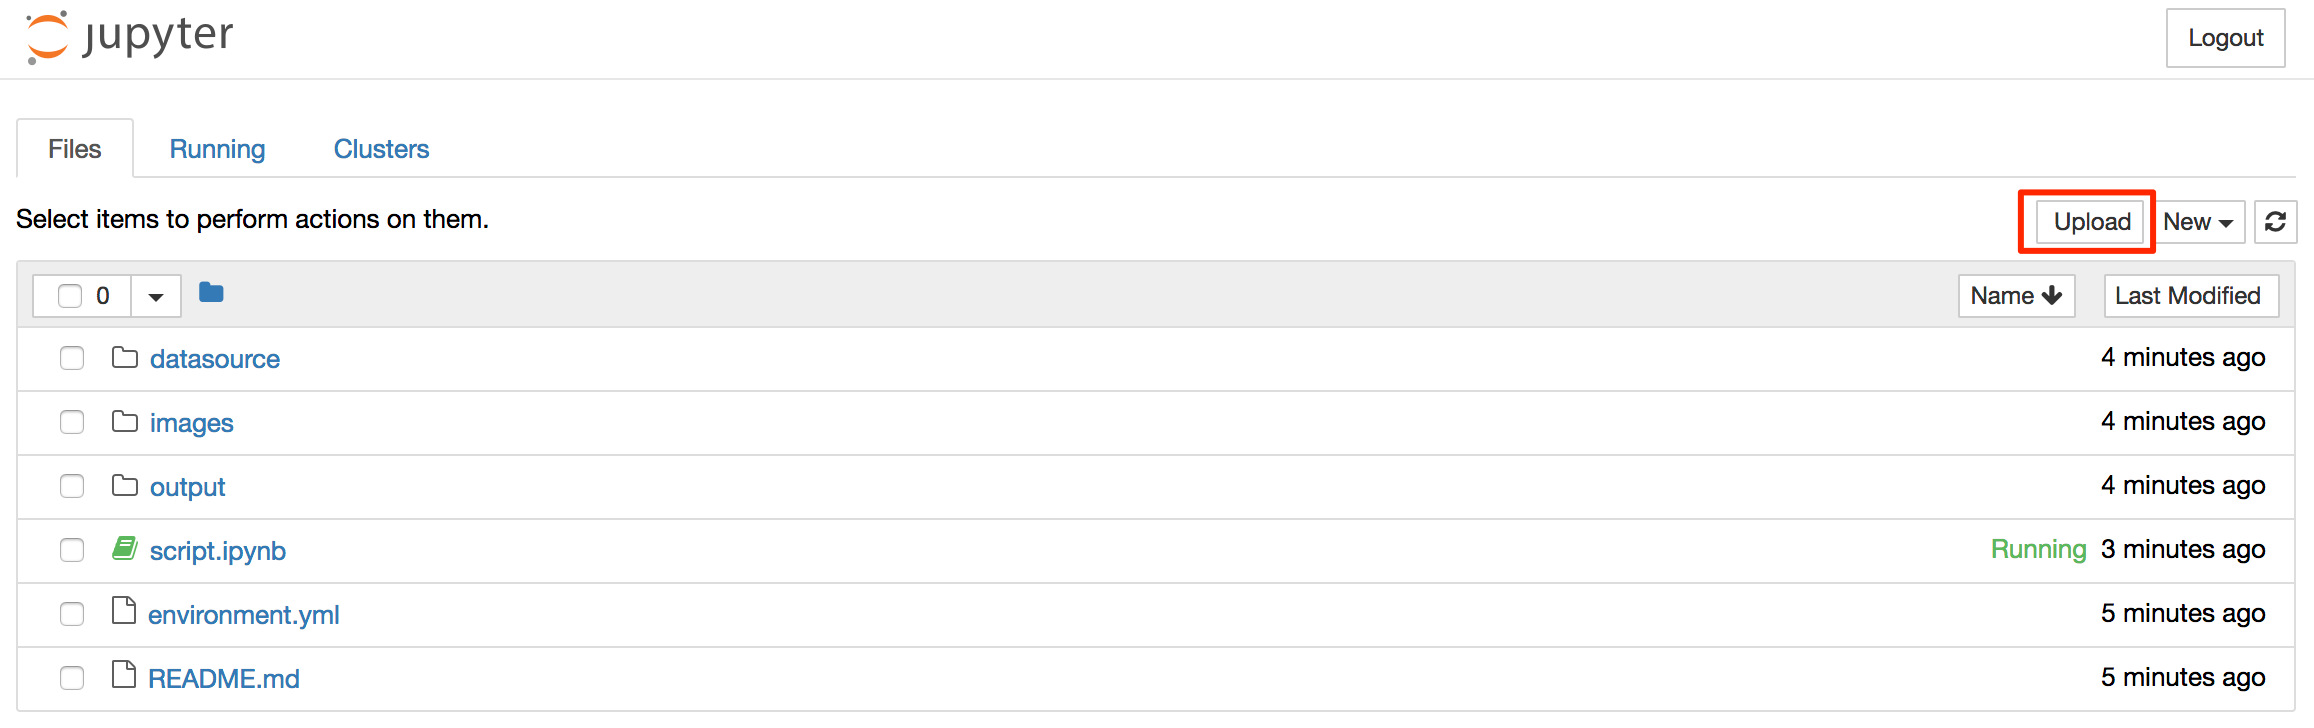 jupyter Logout
Files Running Clusters
Select items to perform actions on them. Upload New
0 Name Last Modified
datasource 4 minutes ago
images 4 minutes ago
output 4 minutes ago
script.ipynb Running 3 minutes ago
environment.yml 5 minutes ago
README.md 5 minutes ago